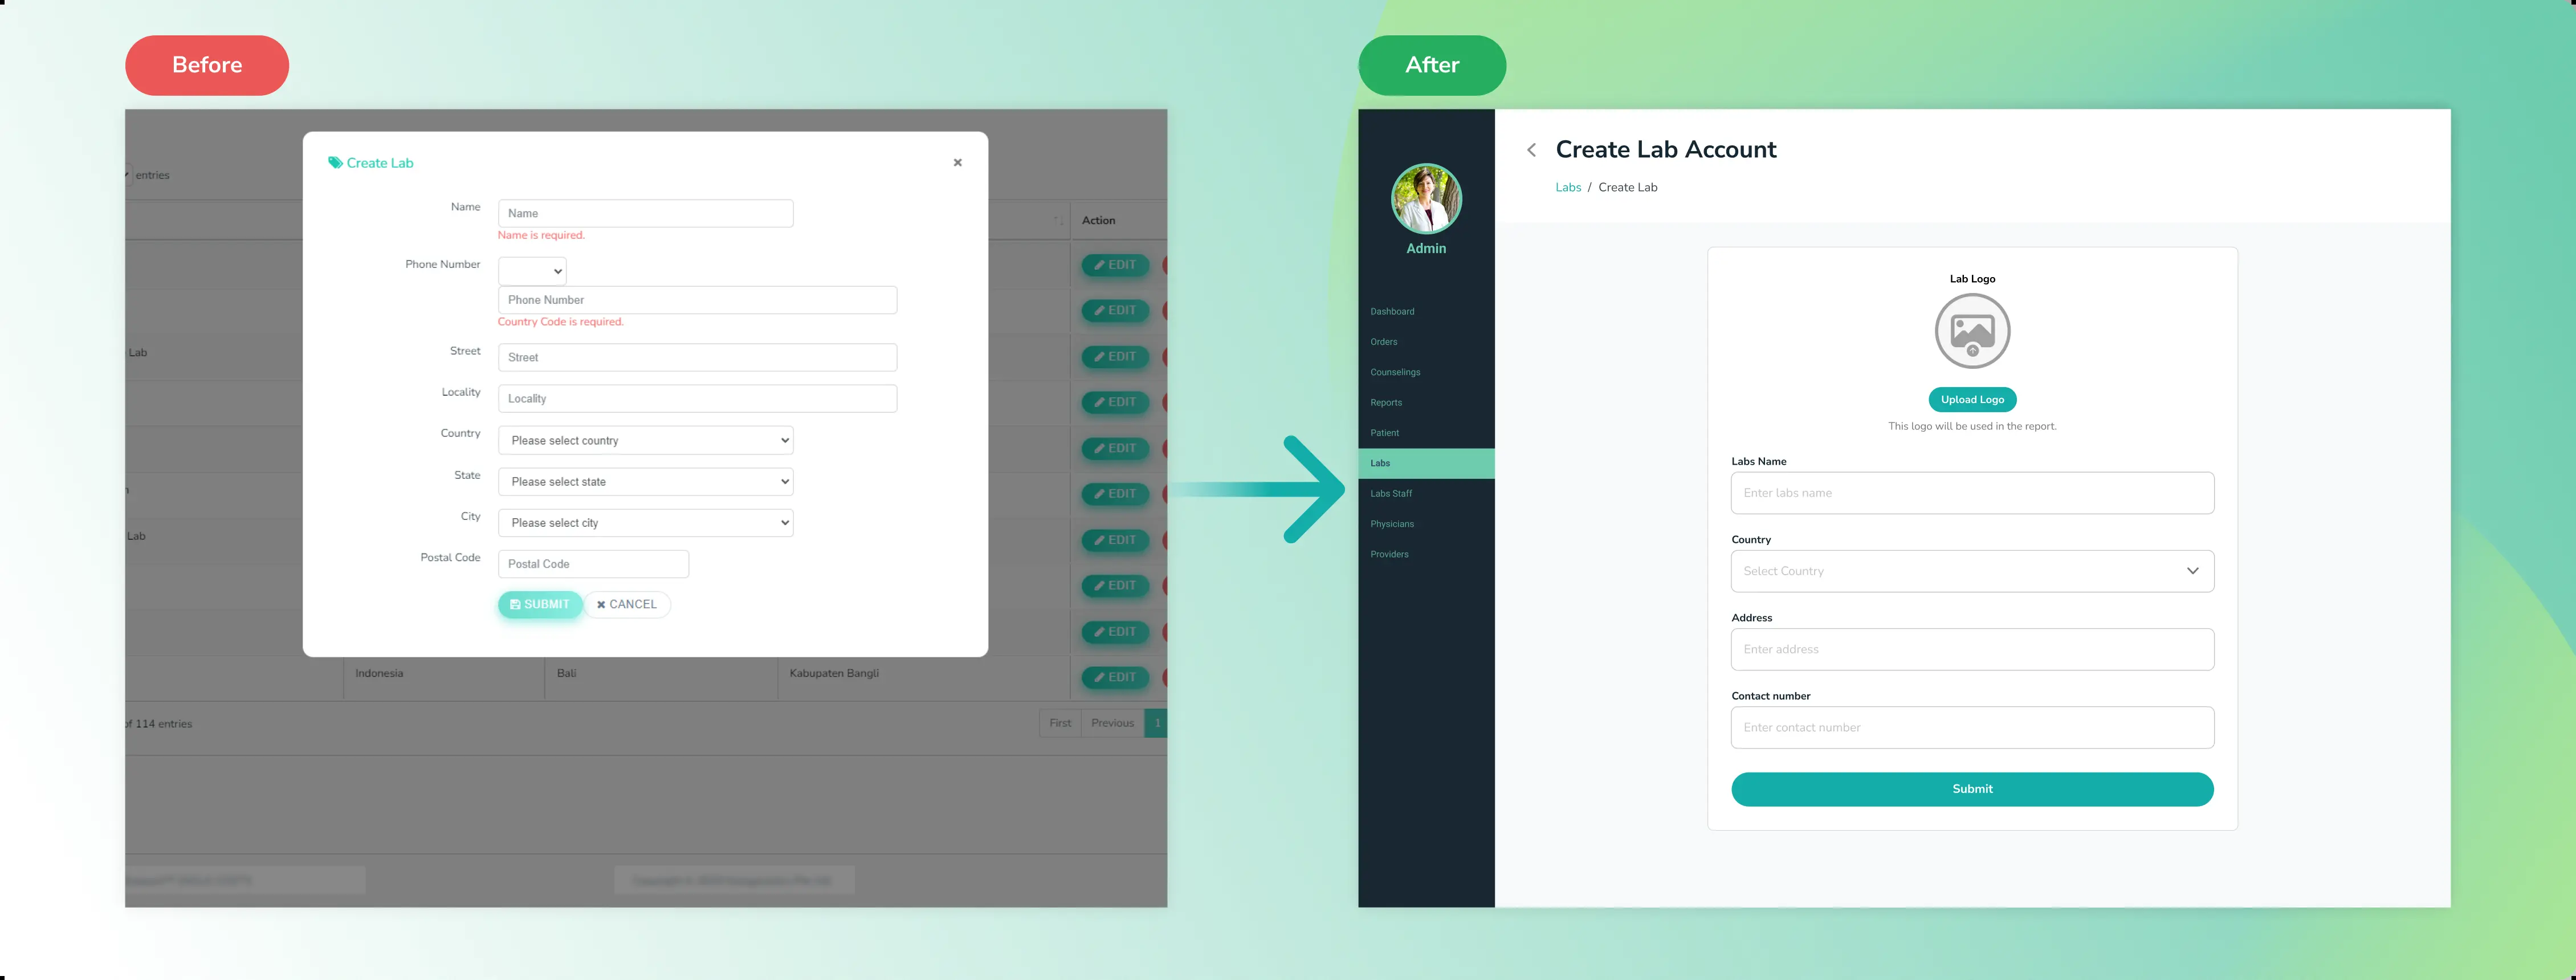 Before
entries
Action
EDIT
EDIT
Lab
EDIT
EDIT
EDIT
EDIT
Lab
EDIT
EDIT
EDIT
Indonesia
Bali
Kabupaten Bangli
EDIT
of 114 entries
First
Previous
1
Create Lab
×
Name
Name
Name is required.
Phone Number
Phone Number
Country Code is required.
Street
Street
Locality
Locality
Country
Please select country
State
Please select state
City
Please select city
Postal Code
Postal Code
SUBMIT
× CANCEL
After
Admin
Dashboard
Orders
Counselings
Reports
Patient
Labs
Labs Staff
Physicians
Providers
Create Lab Account
Labs / Create Lab
Lab Logo
Upload Logo
This logo will be used in the report.
Labs Name
Enter labs name
Country
Select Country
Address
Enter address
Contact number
Enter contact number
Submit